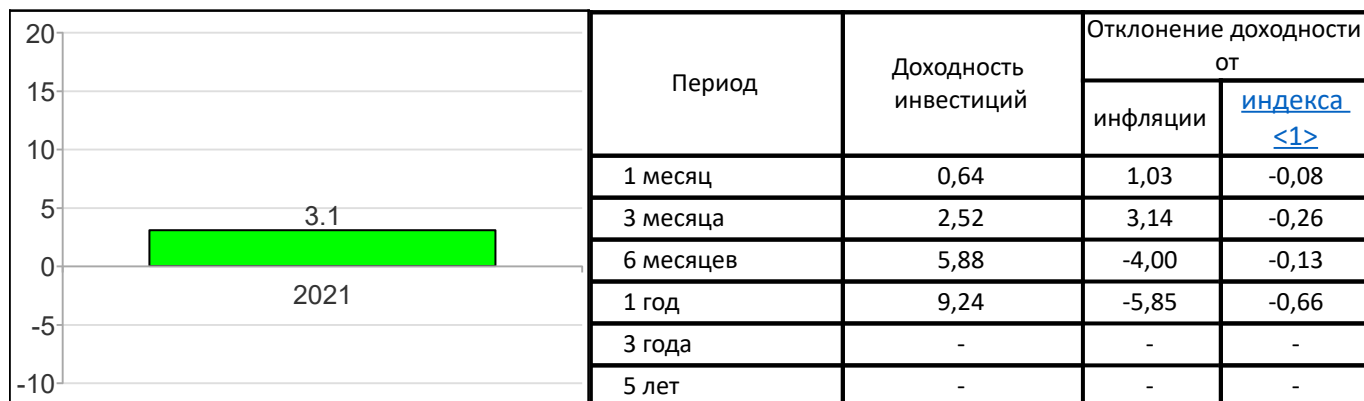 20
15
10
5
0
-5
-10
3.1
2021
Период
Доходность
инвестиций
Отклонение доходности
от
инфляции
индекса
<1>
1 месяц 0,64 1,03 -0,08
3 месяца 2,52 3,14 -0,26
6 месяцев 5,88 -4,00 -0,13
1 год 9,24 -5,85 -0,66
3 года - - -
5 лет - - -